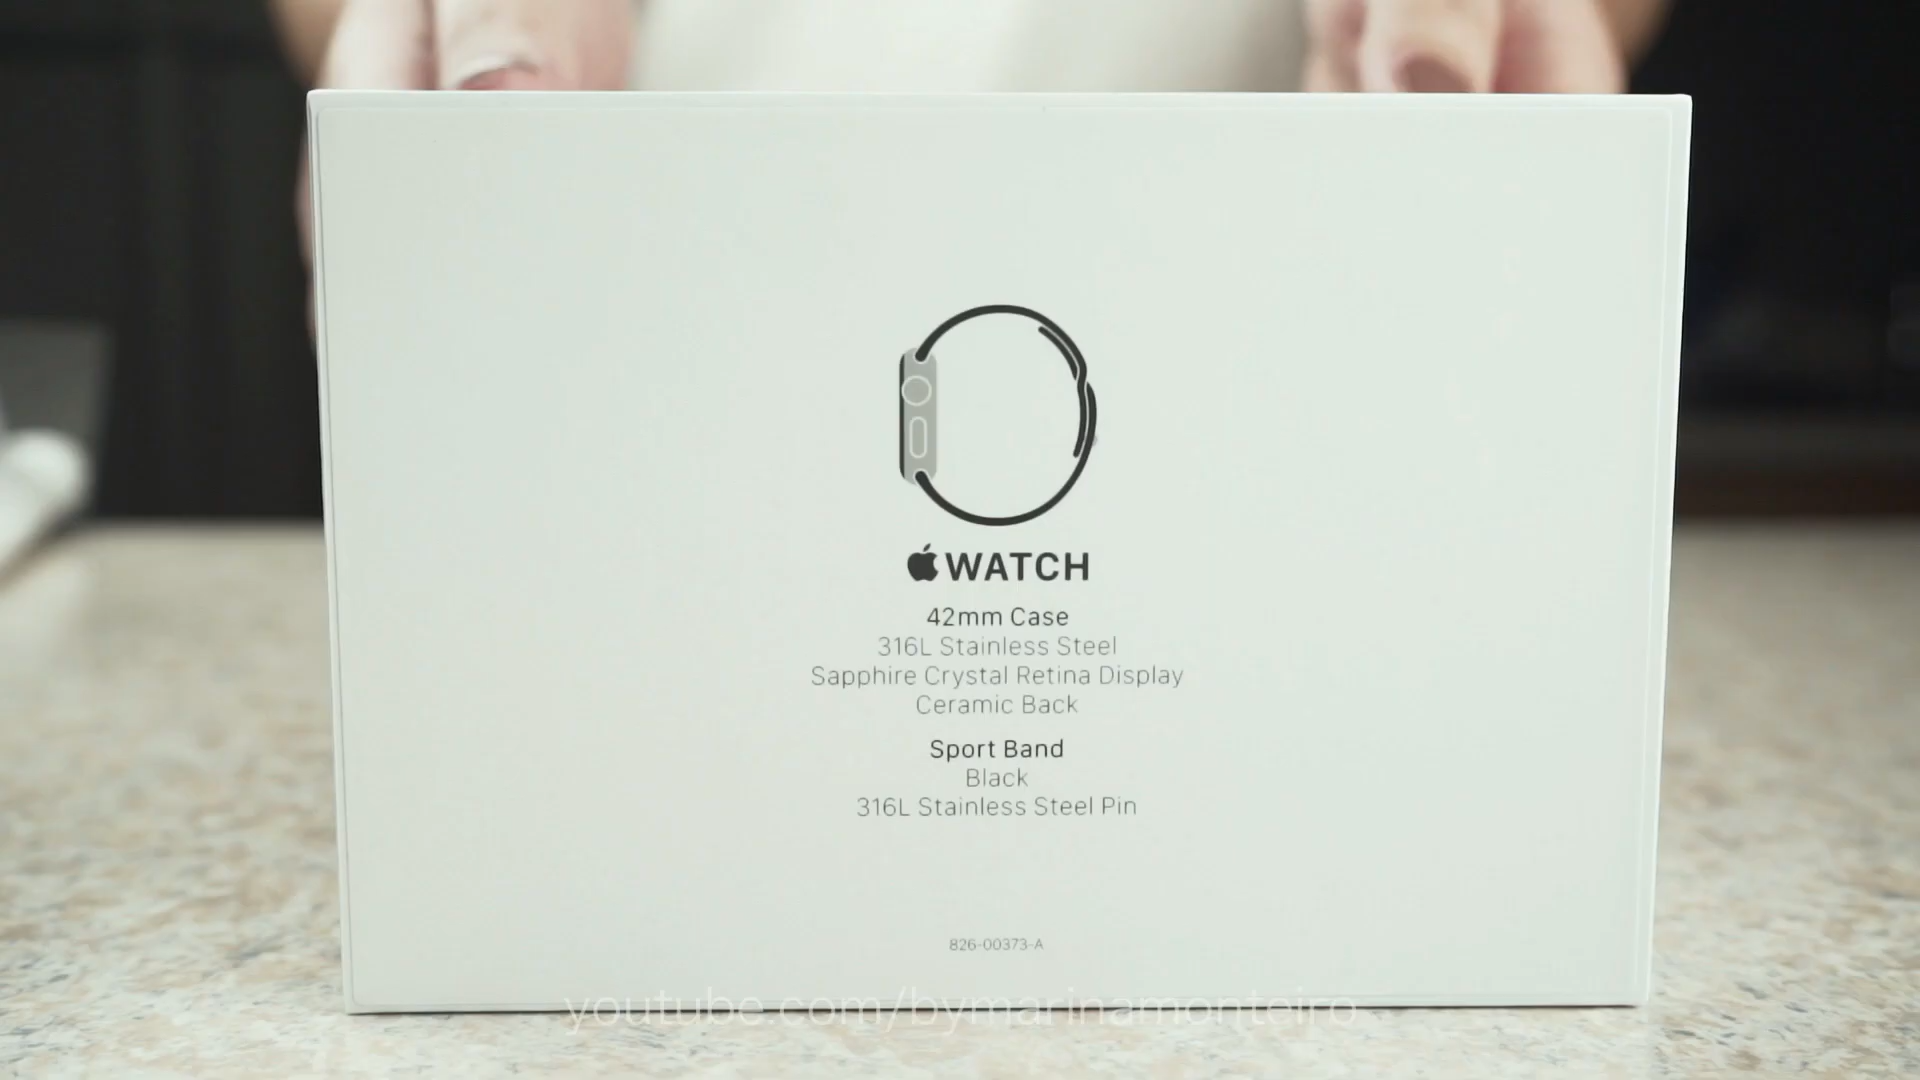 WATCH
42mm Case
316L Stainless Steel
Sapphire Crystal Retina Display
Ceramic Back
Sport Band
Black
316L Stainless Steel Pin
826-00373-A
youtube.com/bymarinamonteiro